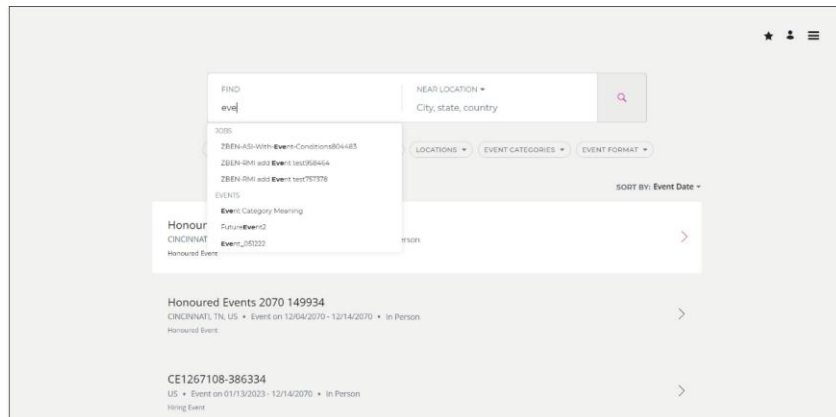 FIND
NEAR LOCATION
eve
City, state, country
JOBS
ZBEN-ASI-With-Event-Conditions804483
ZBEN-RMI add Event test958464
ZBEN-RMI add Event test757378
EVENTS
Event Category Meaning
FutureEvent2
Event_051222
LOCATIONS
EVENT CATEGORIES
EVENT FORMAT
SORT BY: Event Date
Honour
CINCINNAT
erson
Honoured Event
Honoured Events 2070 149934
CINCINNATI, TN, US • Event on 12/04/2070 - 12/14/2070 • In Person
Honoured Event
CE1267108-386334
US • Event on 01/13/2023 - 12/14/2070 • In Person
Hiring Event